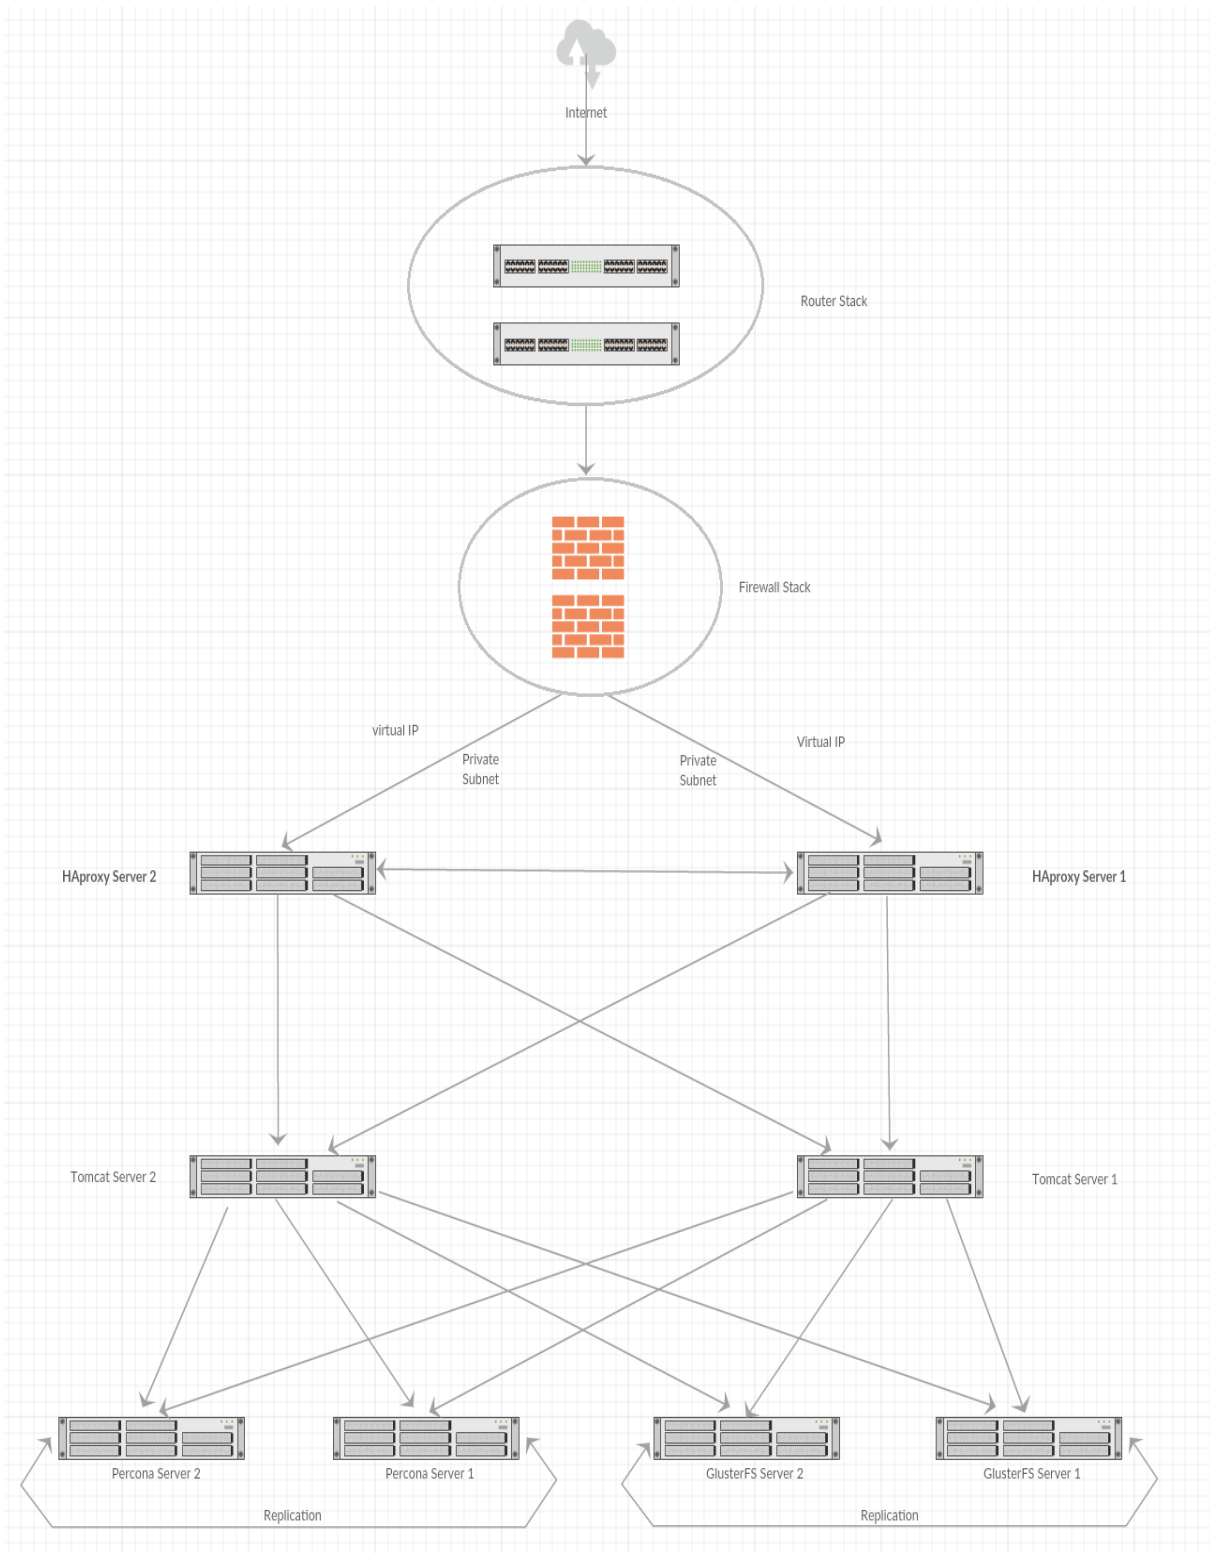 Internet
Router Stack
Firewall Stack
virtual IP
Virtual IP
Private
Subnet
Private
Subnet
HAproxy Server 2
HAproxy Server 1
Tomcat Server 2
Tomcat Server 1
Percona Server 2
Percona Server 1
GlusterFS Server 2
GlusterFS Server 1
Replication
Replication